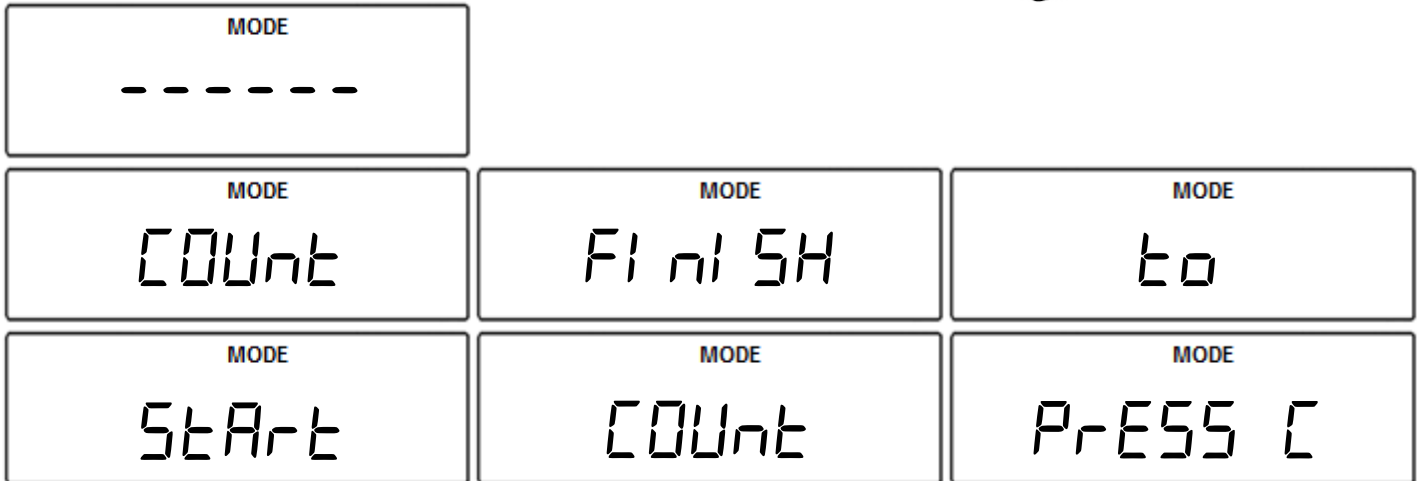 MODE
------
MODE MODE MODE
COUnt FInISH to
MODE MODE MODE
StArt COUnt PrESS C